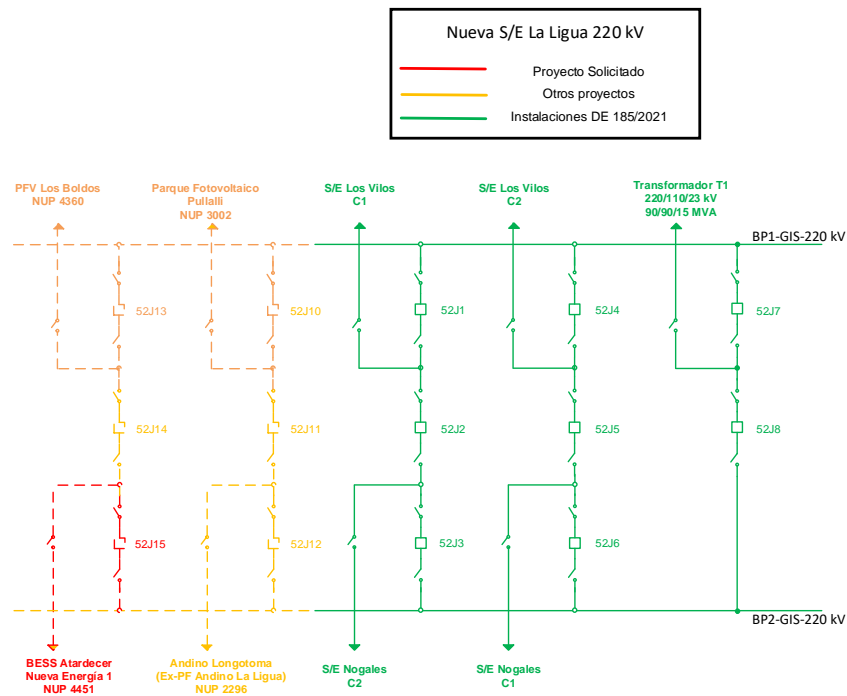 Nueva S/E La Ligua 220 kV
Proyecto Solicitado
Otros proyectos
Instalaciones DE 185/2021
PFV Los Boldos
NUP 4360
Parque Fotovoltaico
Pullalli
NUP 3002
S/E Los Vilos
C1
S/E Los Vilos
C2
Transformador T1
220/110/23 kV
90/90/15 MVA
BP1-GIS-220 kV
52J13
52J10
52J1
52J4
52J7
52J14
52J11
52J2
52J5
52J8
52J15
52J12
52J3
52J6
BP2-GIS-220 kV
BESS Atardecer
Nueva Energía 1
NUP 4451
Andino Longotoma
(Ex-PF Andino La Ligua)
NUP 2296
S/E Nogales
C2
S/E Nogales
C1